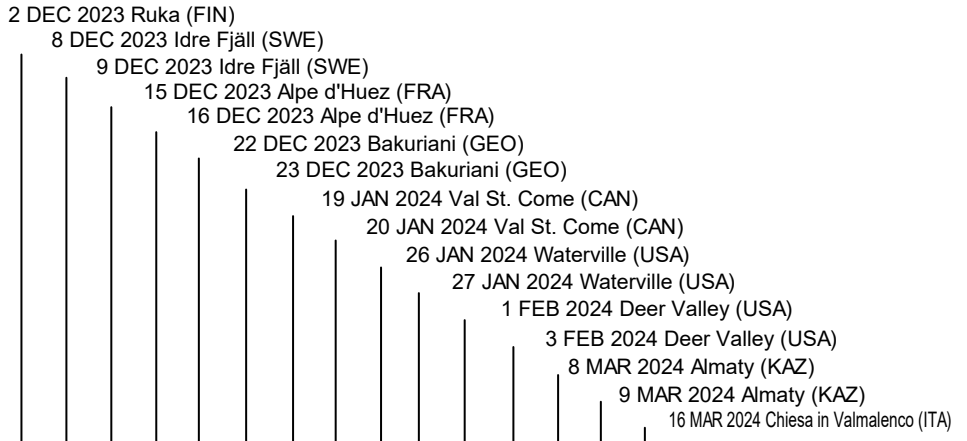 2 DEC 2023 Ruka (FIN)
8 DEC 2023 Idre Fjäll (SWE)
9 DEC 2023 Idre Fjäll (SWE)
15 DEC 2023 Alpe d'Huez (FRA)
16 DEC 2023 Alpe d'Huez (FRA)
22 DEC 2023 Bakuriani (GEO)
23 DEC 2023 Bakuriani (GEO)
19 JAN 2024 Val St. Come (CAN)
20 JAN 2024 Val St. Come (CAN)
26 JAN 2024 Waterville (USA)
27 JAN 2024 Waterville (USA)
1 FEB 2024 Deer Valley (USA)
3 FEB 2024 Deer Valley (USA)
8 MAR 2024 Almaty (KAZ)
9 MAR 2024 Almaty (KAZ)
16 MAR 2024 Chiesa in Valmalenco (ITA)